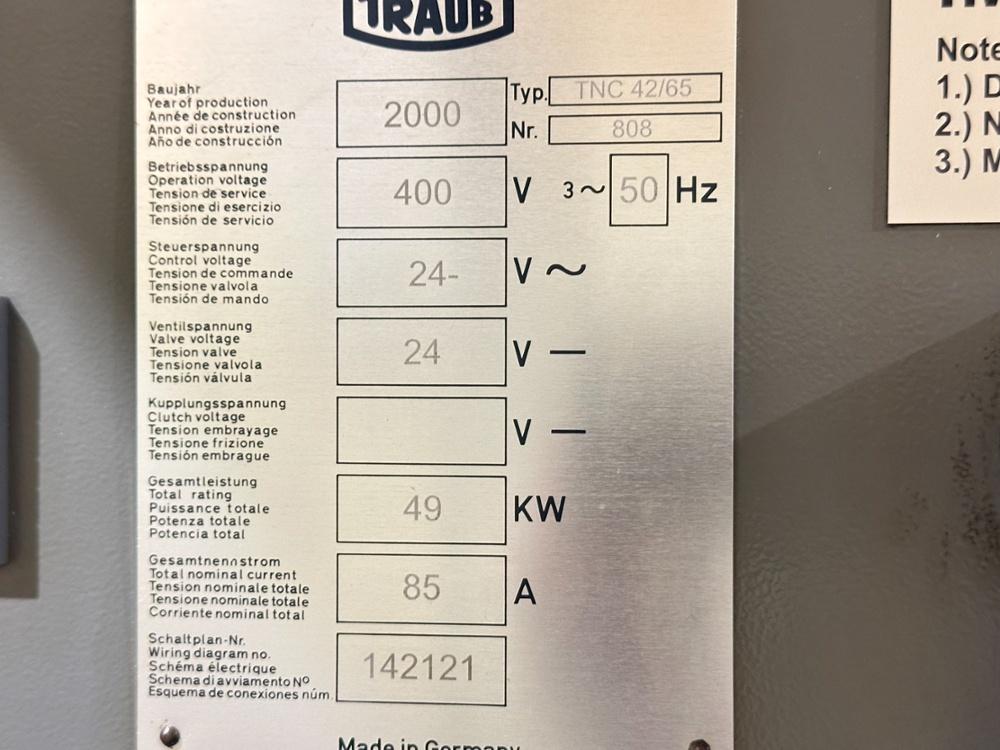 TRAUB
Baujahr
Year of production
Année de construction
Anno di costruzione
Año de construcción
2000
Typ. TNC 42/65
Nr. 808
Betriebsspannung
Operation voltage
Tension de service
Tensione di esercizio
Tensión de servicio
400 V 3~ 50 Hz
Steuerspannung
Control voltage
Tension de commande
Tensione valvola
Tensión de mando
24- V ~
Ventilspannung
Valve voltage
Tension valve
Tensione valvola
Tensión válvula
24 V —
Kupplungsspannung
Clutch voltage
Tension embrayage
Tensione frizione
Tensión embrague
V —
Gesamtleistung
Total rating
Puissance totale
Potenza totale
Potencia total
49 KW
Gesamtnennstrom
Total nominal current
Tension nominale totale
Tensione nominale totale
Corriente nominal total
85 A
Schaltplan-Nr.
Wiring diagram no.
Schéma électrique
Schema di avviamento Nº
Esquema de conexiones núm.
142121
Made in Germany
Note
1.) D
2.) N
3.) M